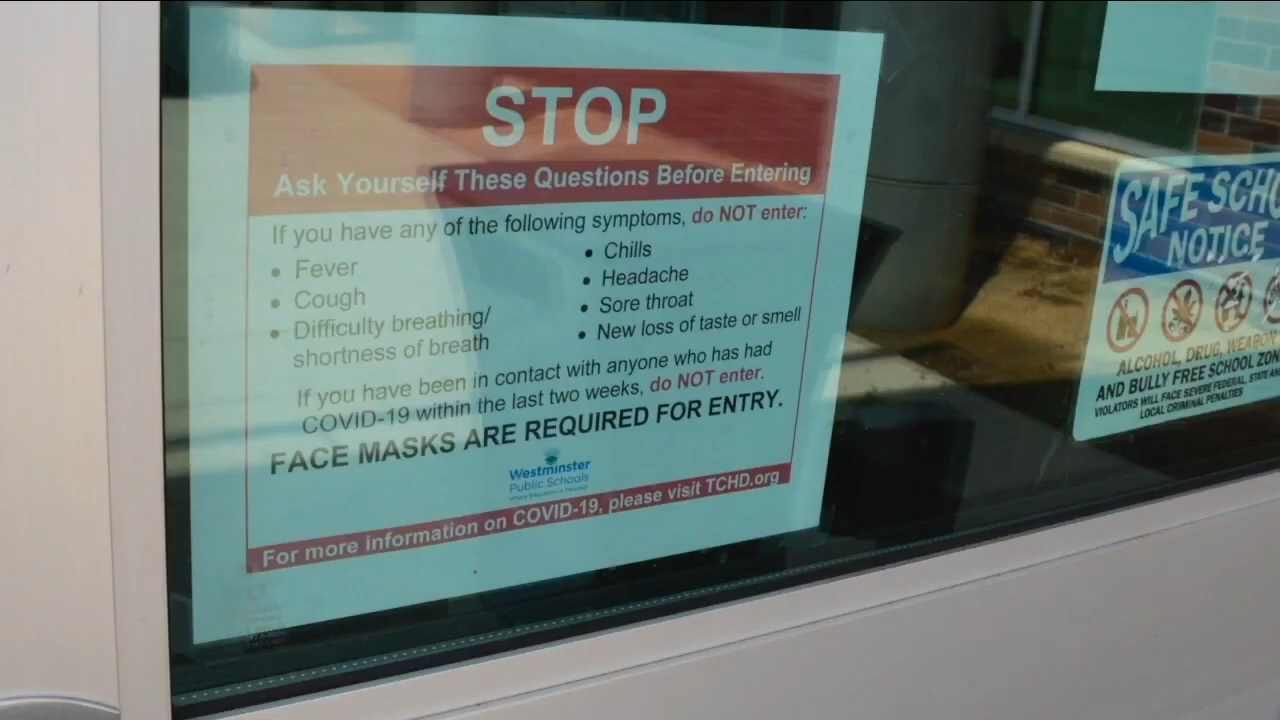 STOP
Ask Yourself These Questions Before Entering
If you have any of the following symptoms, do NOT enter:
• Fever
• Cough
• Difficulty breathing/
shortness of breath
• Chills
• Headache
• Sore throat
• New loss of taste or smell
If you have been in contact with anyone who has had
COVID-19 within the last two weeks, do NOT enter.
FACE MASKS ARE REQUIRED FOR ENTRY.
Westminster
Public Schools
For more information on COVID-19, please visit TCHD.org
SAFE SCHO
NOTICE
ALCOHOL, DRUG, WEAPON
AND BULLY FREE SCHOOL ZON
VIOLATORS WILL FACE SEVERE FEDERAL, STATE AN
LOCAL CRIMINAL PENALTIES